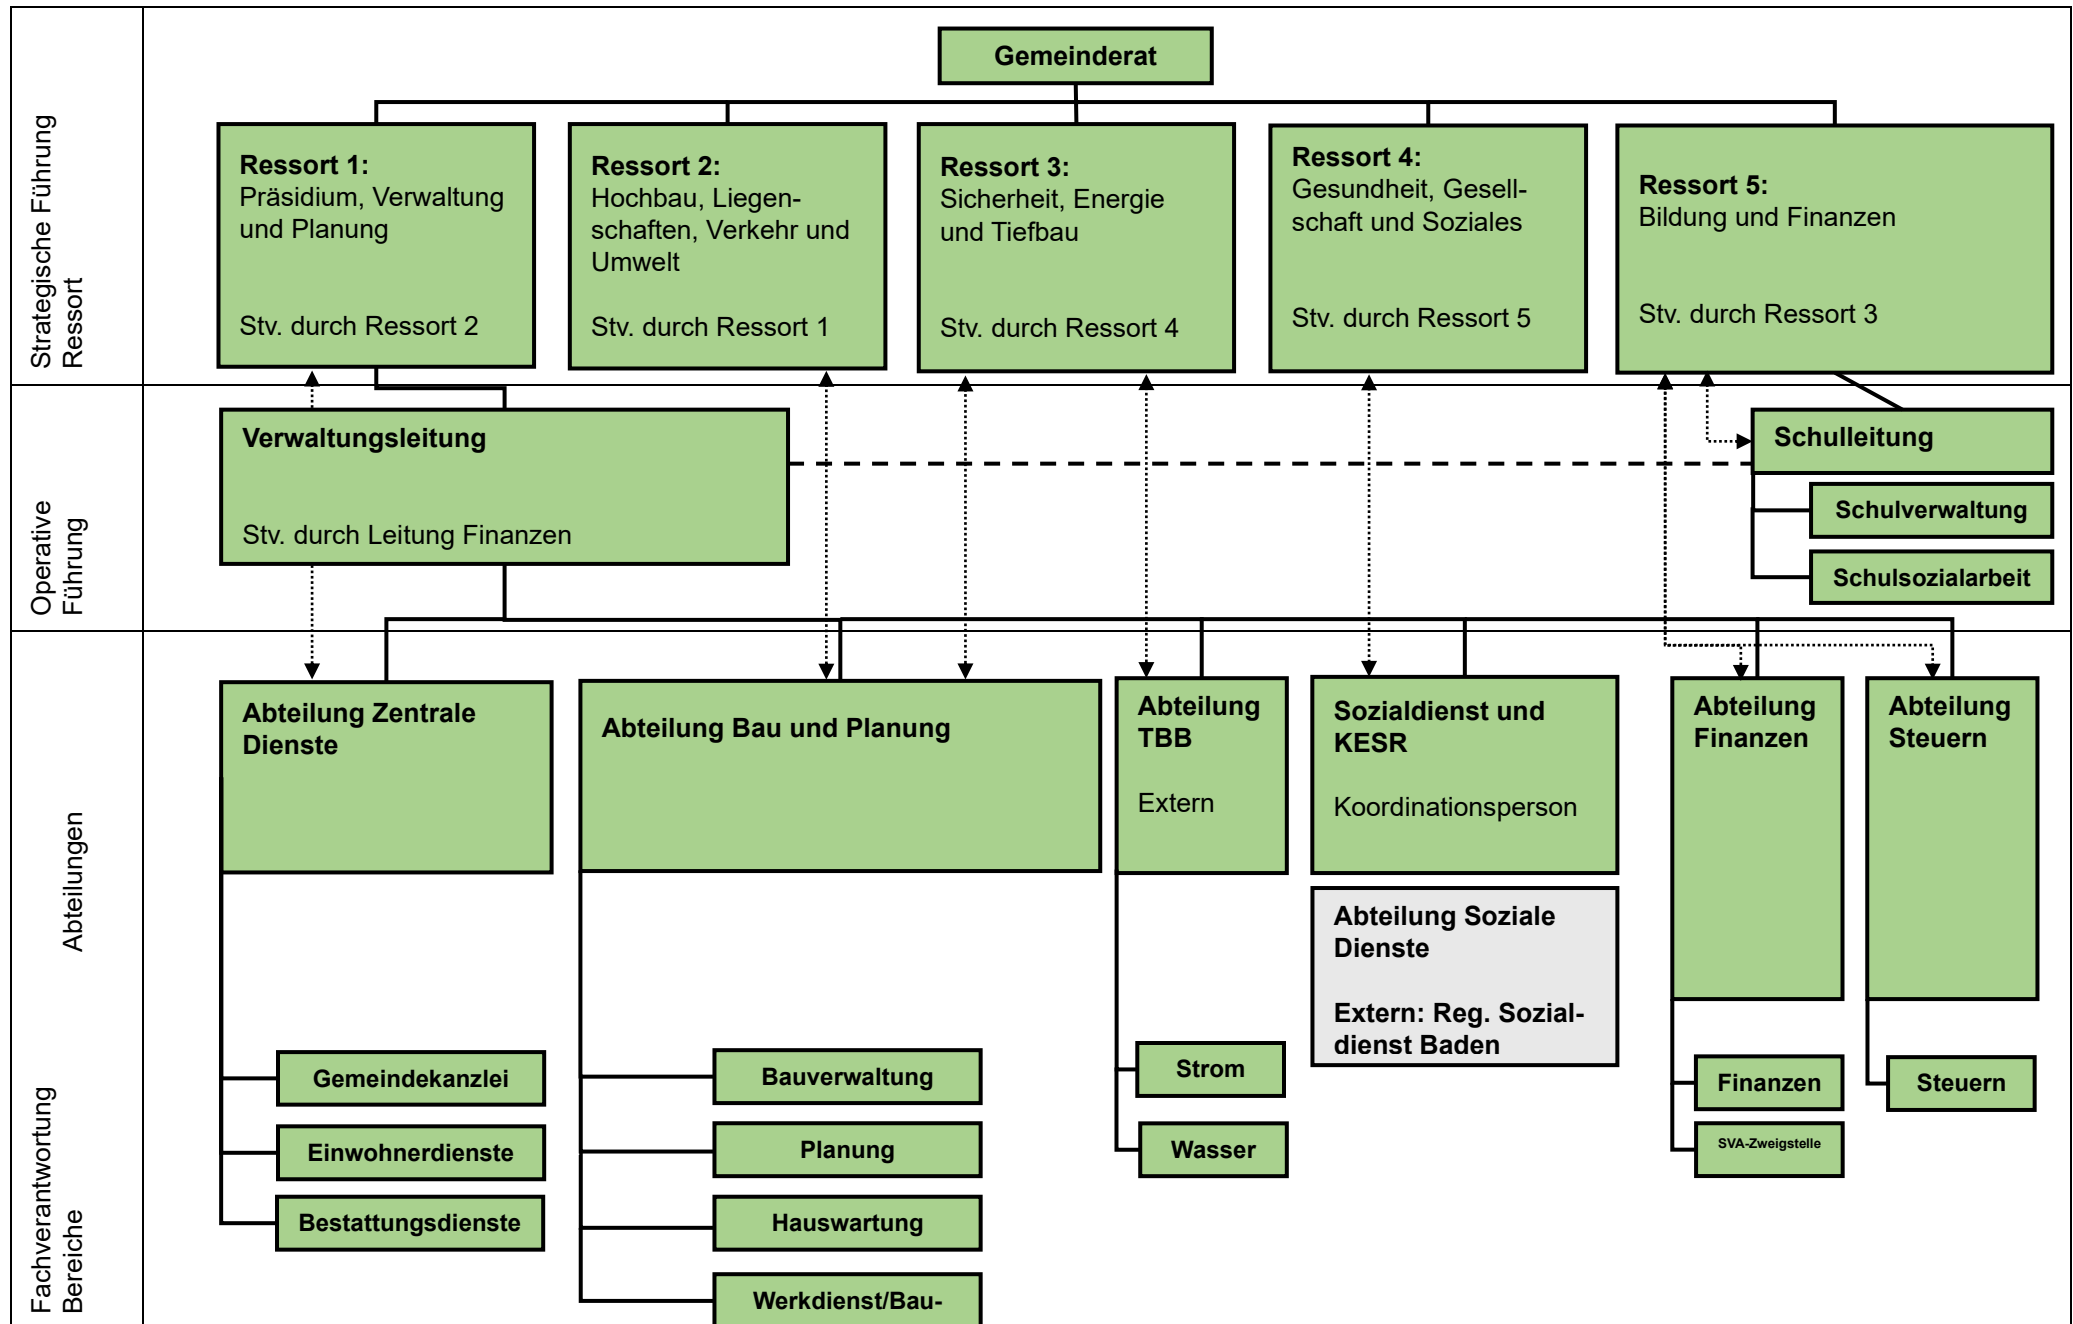 Strategische Führung
Ressort
Gemeinderat
Ressort 1:
Präsidium, Verwaltung
und Planung
Stv. durch Ressort 2
Ressort 2:
Hochbau, Liegen-
schaften, Verkehr und
Umwelt
Stv. durch Ressort 1
Ressort 3:
Sicherheit, Energie
und Tiefbau
Stv. durch Ressort 4
Ressort 4:
Gesundheit, Gesell-
schaft und Soziales
Stv. durch Ressort 5
Ressort 5:
Bildung und Finanzen
Stv. durch Ressort 3
Operative
Führung
Verwaltungsleitung
Stv. durch Leitung Finanzen
Schulleitung
Schulverwaltung
Schulsozialarbeit
Abteilungen
Abteilung Zentrale
Dienste
Abteilung Bau und Planung
Abteilung
TBB
Extern
Sozialdienst und
KESR
Koordinationsperson
Abteilung Soziale
Dienste
Extern: Reg. Sozial-
dienst Baden
Abteilung
Finanzen
Abteilung
Steuern
Fachverantwortung
Bereiche
Gemeindekanzlei
Einwohnerdienste
Bestattungsdienste
Bauverwaltung
Planung
Hauswartung
Werkdienst/Bau-
Strom
Wasser
Finanzen
SVA-Zweigstelle
Steuern